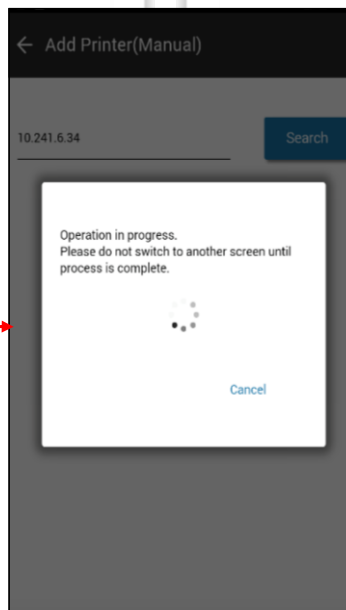 Add Printer(Manual)
10.241.6.34
Search
Operation in progress.
Please do not switch to another screen until
process is complete.
Cancel